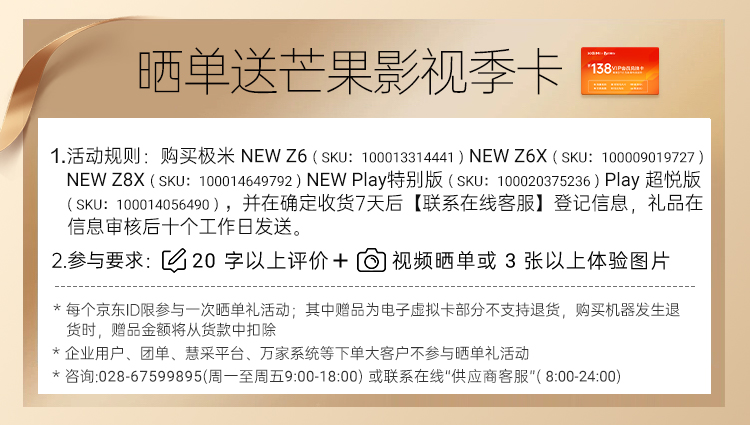 晒单送芒果影视季卡
¥138VIP会员风暴卡
1.活动规则：购买极米 NEW Z6（SKU：100013314441）NEW Z6X（SKU：100009019727）
NEW Z8X（SKU：100014649792）NEW Play特别版（SKU：100020375236）Play 超悦版
（SKU：100014056490），并在确定收货7天后【联系在线客服】登记信息，礼品在
信息审核后十个工作日发送。
2.参与要求：20 字以上评价＋视频晒单或 3 张以上体验图片
* 每个京东ID限参与一次晒单礼活动；其中赠品为电子虚拟卡部分不支持退货，购买机器发生退
货时，赠品金额将从货款中扣除
* 企业用户、团单、慧采平台、万家系统等下单大客户不参与晒单礼活动
* 咨询:028-67599895(周一至周五9:00-18:00) 或联系在线“供应商客服”( 8:00-24:00)